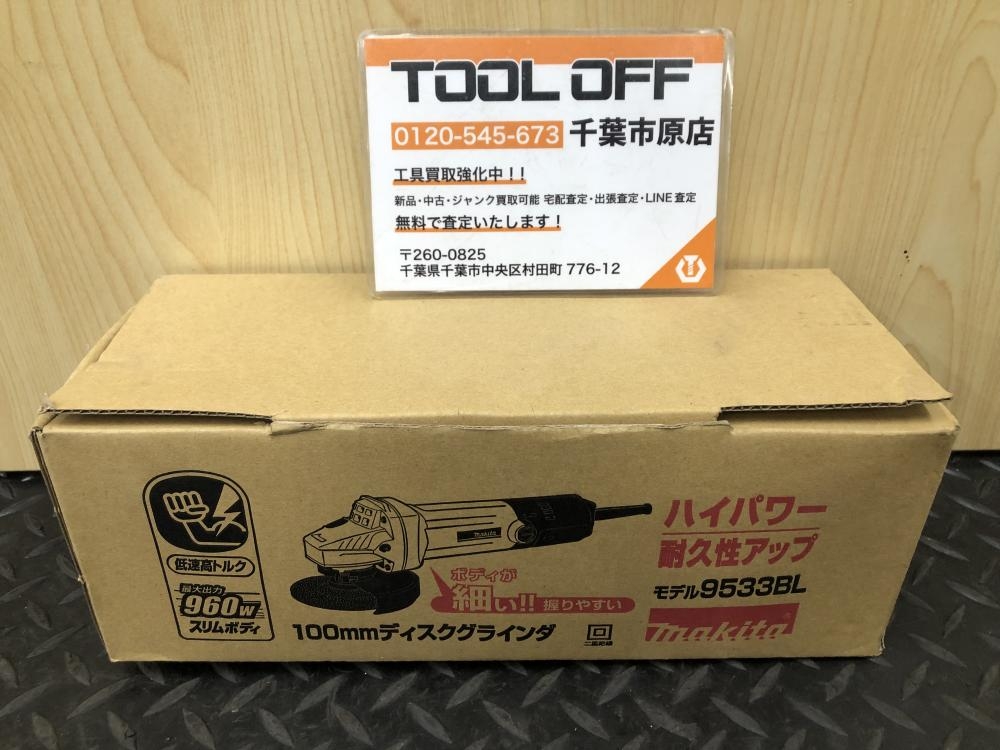 TOOL OFF
0120-545-673 千葉市原店
工具買取強化中！！
新品・中古・ジャンク買取可能 宅配査定・出張査定・LINE査定
無料で査定いたします！
〒260-0825
千葉県千葉市中央区村田町 776-12
低速高トルク
最大出力
960W
スリムボディ
makita
ボディが
細い!! 握りやすい
100mmディスクグラインダ
二重絶縁
ハイパワー
耐久性アップ
モデル9533BL
makita